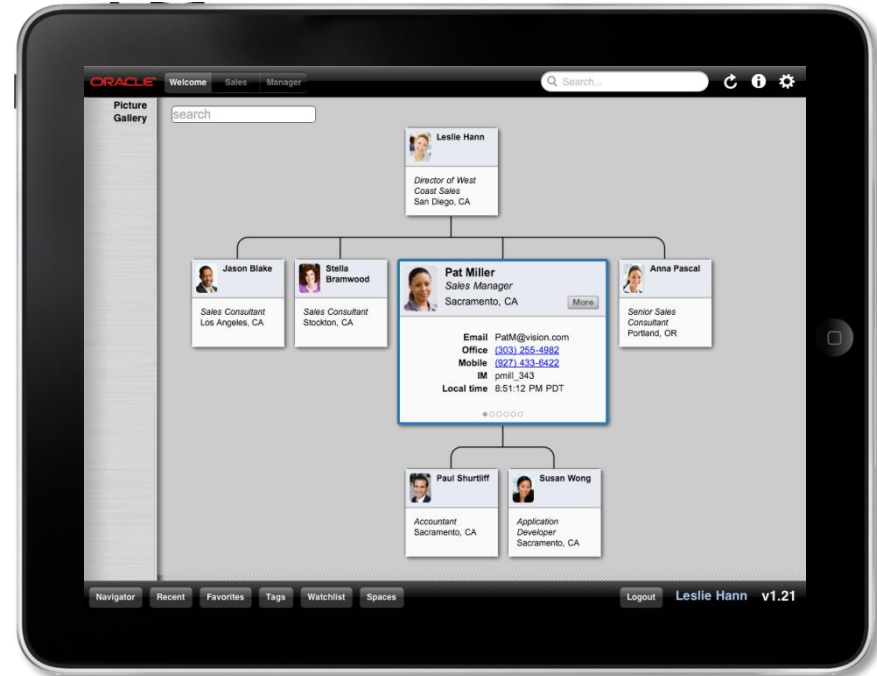 ORACLE Welcome Sales Manager Search...
Picture
Gallery
search
Leslie Hann
Director of West
Coast Sales
San Diego, CA
Jason Blake
Sales Consultant
Los Angeles, CA
Stella
Bramwood
Sales Consultant
Stockton, CA
Pat Miller
Sales Manager
Sacramento, CA More
Email PatM@vision.com
Office (303) 255-4982
Mobile (927) 433-6422
IM pmill_343
Local time 8:51:12 PM PDT
Anna Pascal
Senior Sales
Consultant
Portland, OR
Paul Shurtliff
Accountant
Sacramento, CA
Susan Wong
Application
Developer
Sacramento, CA
Navigator Recent Favorites Tags Watchlist Spaces Logout Leslie Hann v1.21